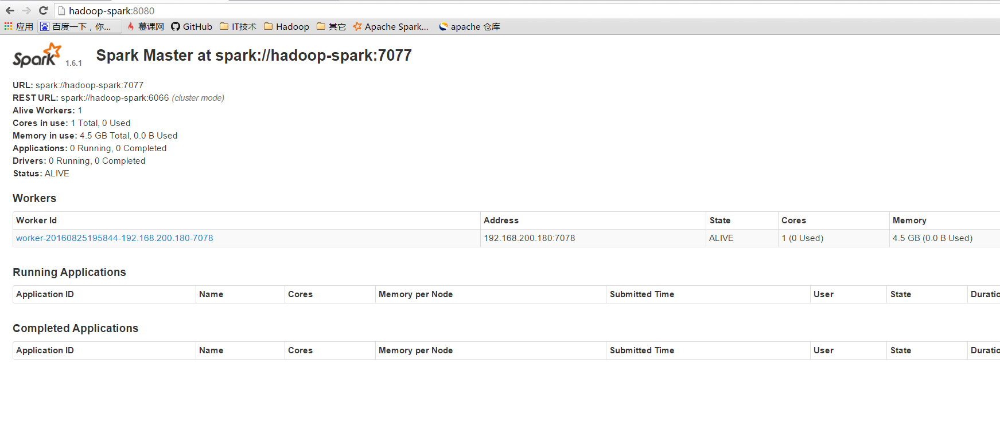 hadoop-spark:8080
应用 百度一下，你... 慕课网 GitHub IT技术 Hadoop 其它 Apache Spark... apache 仓库
Spark 1.6.1 Spark Master at spark://hadoop-spark:7077
URL: spark://hadoop-spark:7077
REST URL: spark://hadoop-spark:6066 (cluster mode)
Alive Workers: 1
Cores in use: 1 Total, 0 Used
Memory in use: 4.5 GB Total, 0.0 B Used
Applications: 0 Running, 0 Completed
Drivers: 0 Running, 0 Completed
Status: ALIVE
Workers
Worker Id Address State Cores Memory
worker-20160825195844-192.168.200.180-7078 192.168.200.180:7078 ALIVE 1 (0 Used) 4.5 GB (0.0 B Used)
Running Applications
Application ID Name Cores Memory per Node Submitted Time User State Duratio
Completed Applications
Application ID Name Cores Memory per Node Submitted Time User State Duratio